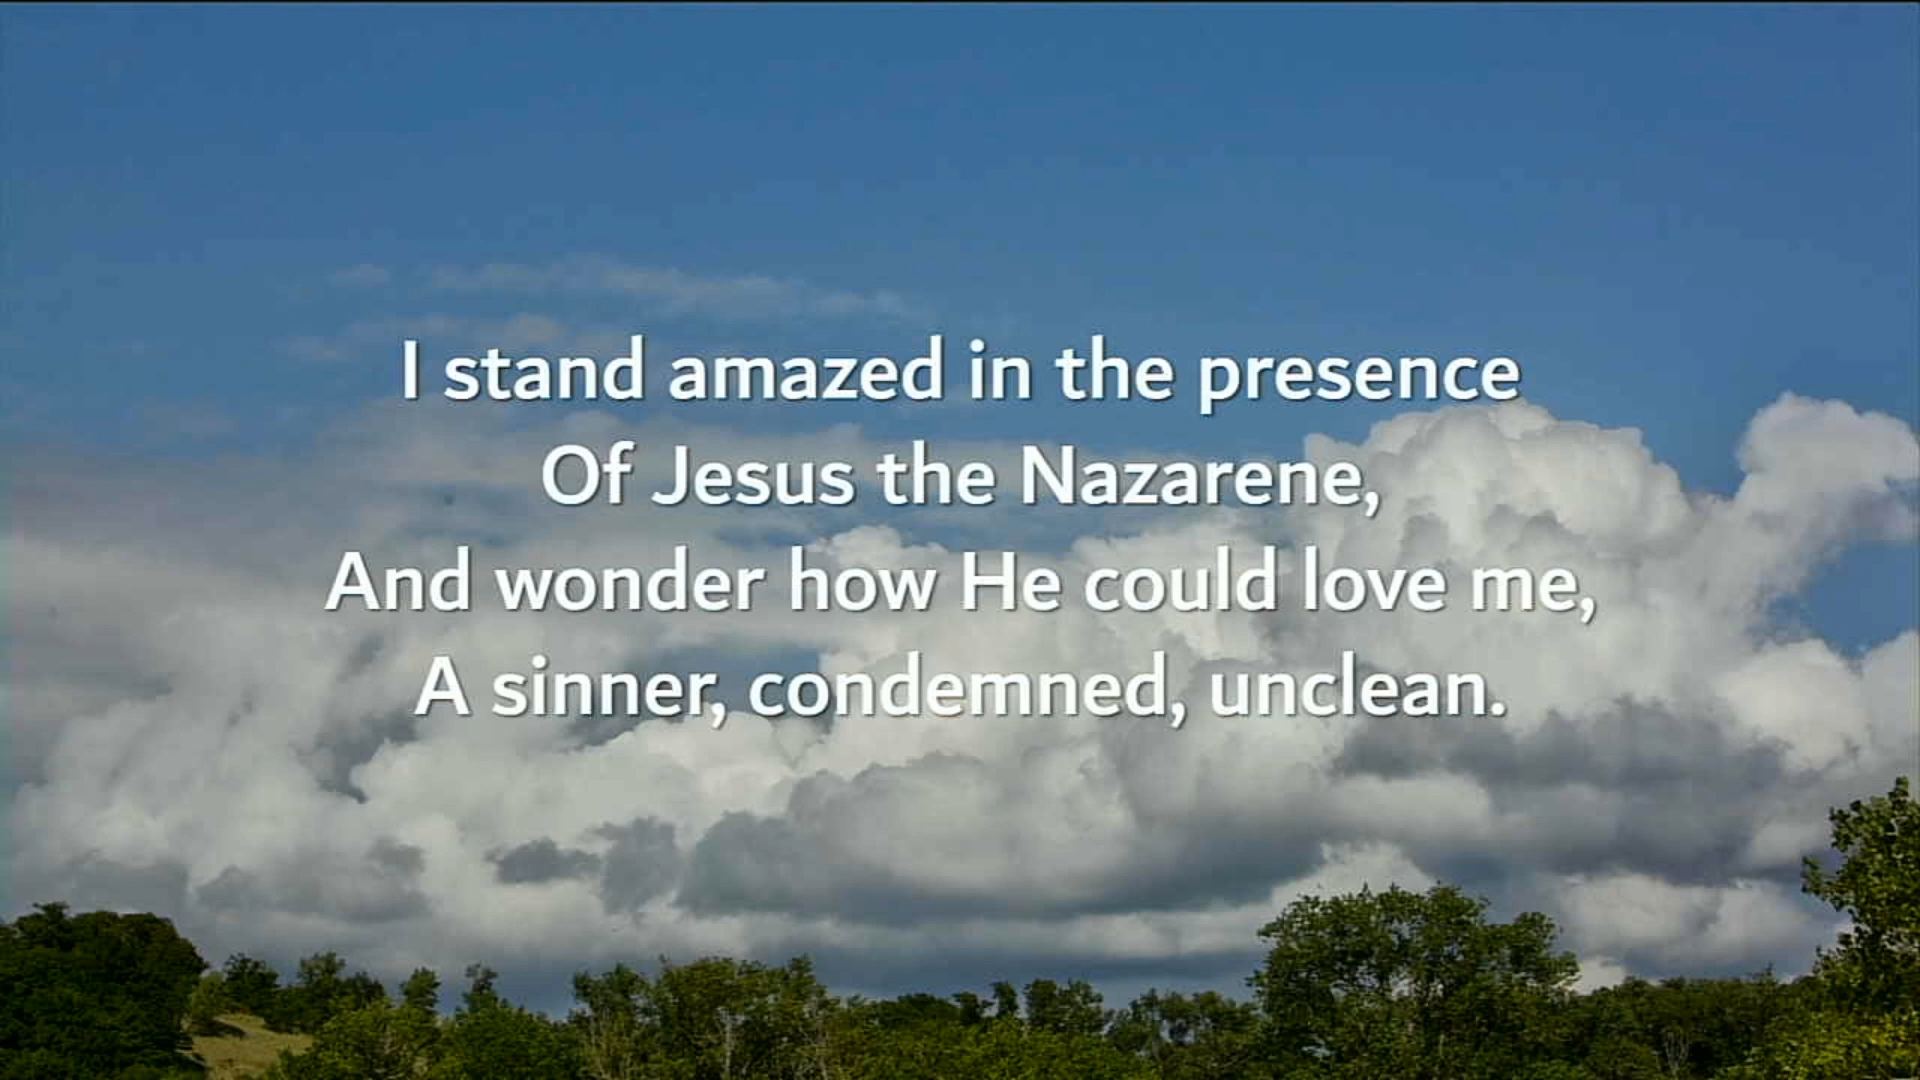 I stand amazed in the presence
Of Jesus the Nazarene,
And wonder how He could love me,
A sinner, condemned, unclean.